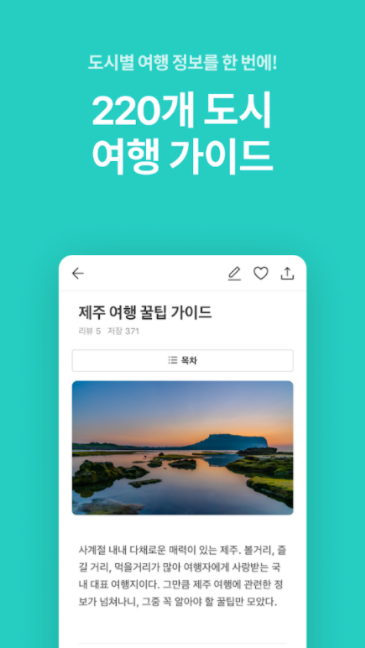 도시별 여행 정보를 한 번에!
220개 도시
여행 가이드
제주 여행 꿀팁 가이드
리뷰 5 저장 371
목차
사계절 내내 다채로운 매력이 있는 제주. 볼거리, 즐
길 거리, 먹을거리가 많아 여행자에게 사랑받는 국
내 대표 여행지이다. 그만큼 제주 여행에 관련한 정
보가 넘쳐나니, 그중 꼭 알아야 할 꿀팁만 모았다.